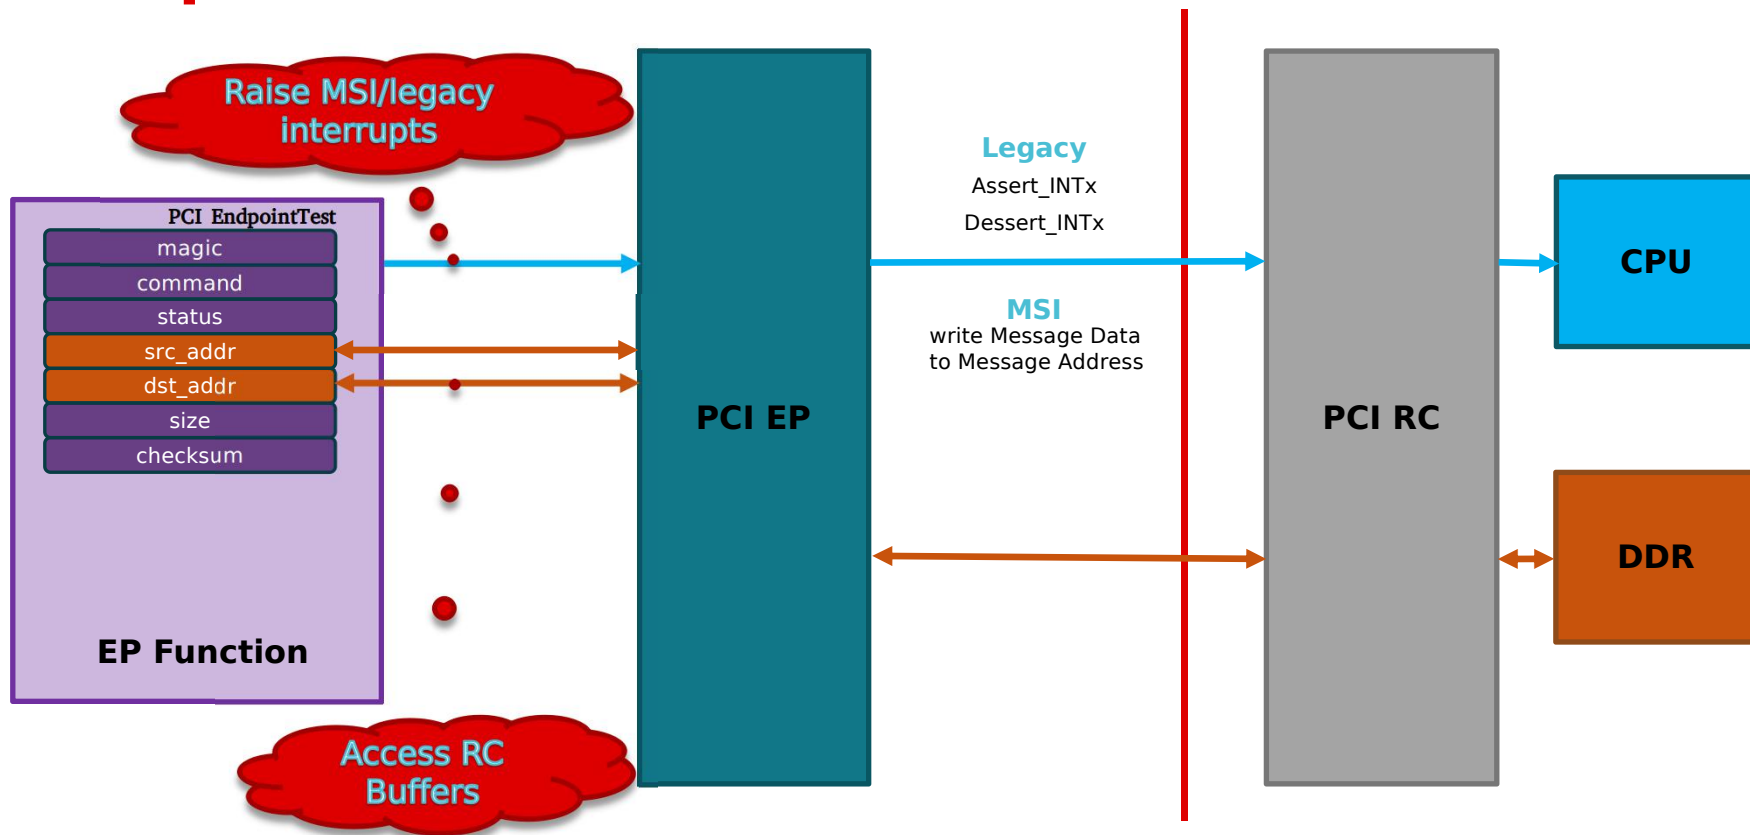 Raise MSI/legacy
interrupts
PCI EndpointTest
magic
command
status
src_addr
dst_addr
size
checksum
EP Function
Access RC
Buffers
PCI EP
Legacy
Assert_INTx
Dessert_INTx
MSI
write Message Data
to Message Address
PCI RC
CPU
DDR